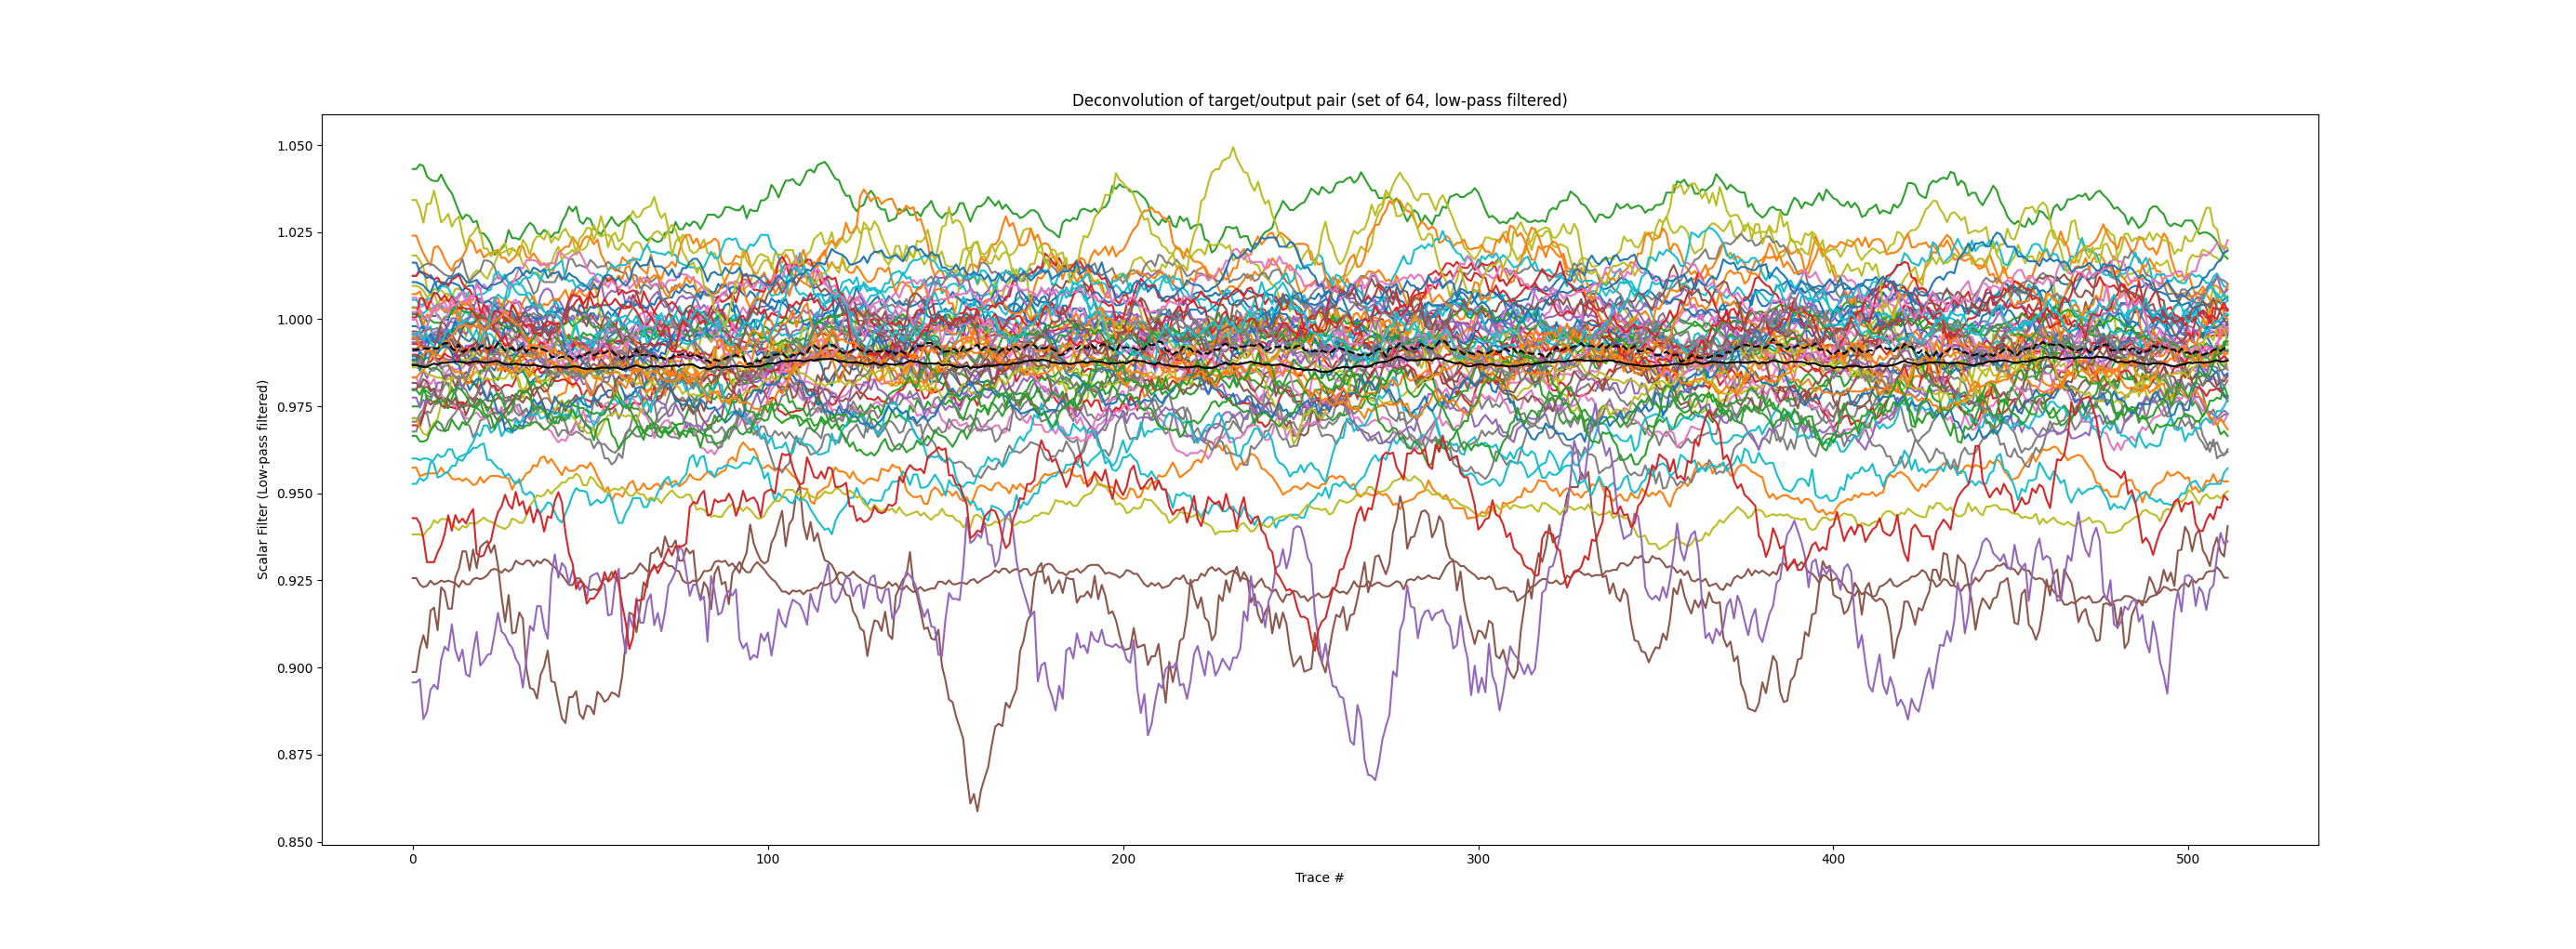 Deconvolution of target/output pair (set of 64, low-pass filtered)
1.050
1.025
1.000
0.975
0.950
0.925
0.900
0.875
0.850
Scalar Filter (Low-pass filtered)
0 100 200 300 400 500
Trace #